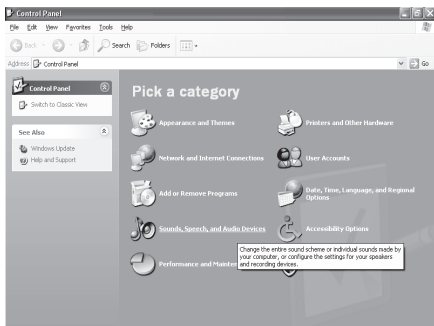 Control Panel
File Edit View Favorites Tools Help
Back Search Folders
Address Control Panel Go
Control Panel
Switch to Classic View
See Also
Windows Update
Help and Support
Pick a category
Appearance and Themes
Printers and Other Hardware
Network and Internet Connections
User Accounts
Add or Remove Programs
Date, Time, Language, and Regional
Options
Sounds, Speech, and Audio Devices
Accessibility Options
Change the entire sound scheme or individual sounds made by
your computer, or configure the settings for your speakers
and recording devices.
Performance and